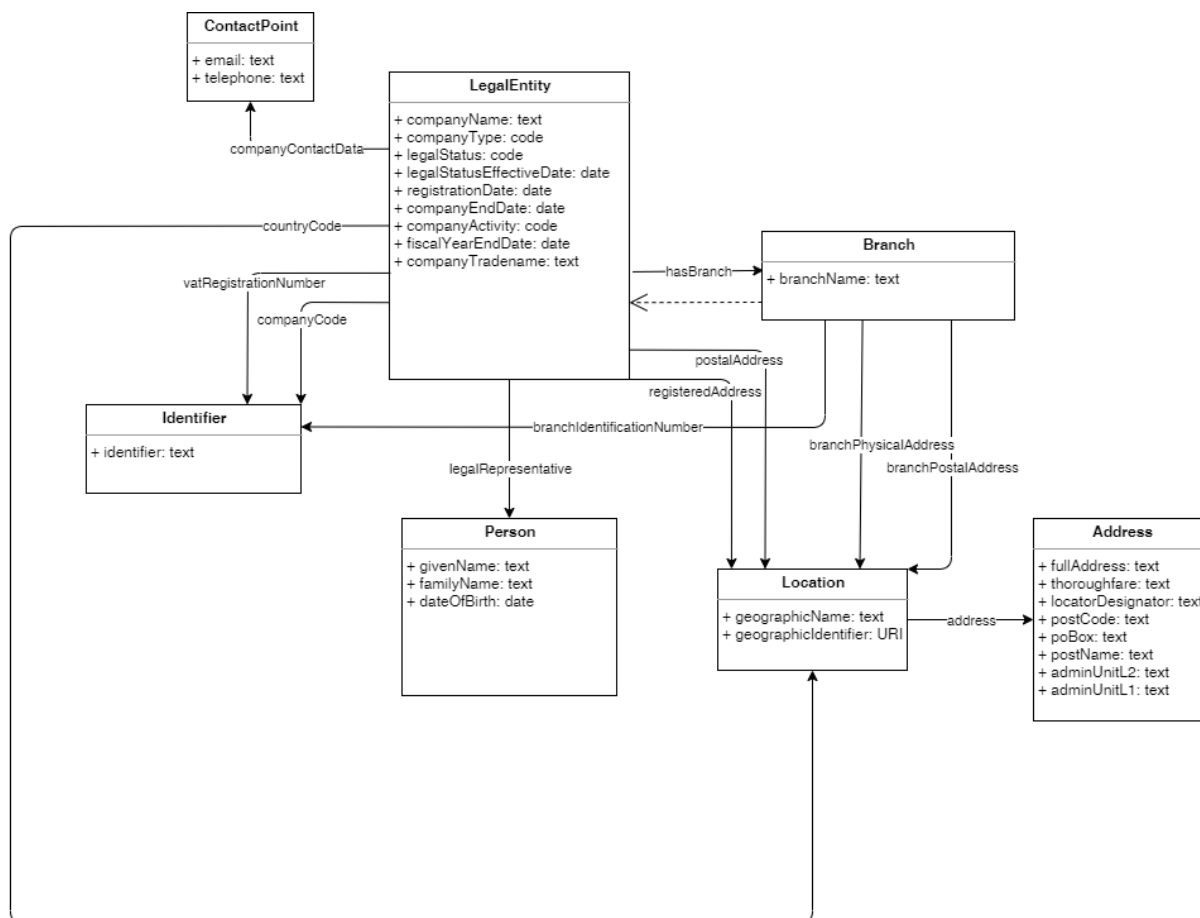 ContactPoint
+ email: text
+ telephone: text
LegalEntity
+ companyName: text
+ companyType: code
+ legalStatus: code
+ legalStatusEffectiveDate: date
+ registrationDate: date
+ companyEndDate: date
+ companyActivity: code
+ fiscalYearEndDate: date
+ companyTradename: text
companyContactData
countryCode
vatRegistrationNumber
companyCode
hasBranch
Branch
+ branchName: text
postalAddress
registeredAddress
Identifier
+ identifier: text
branchIdentificationNumber
branchPhysicalAddress
branchPostalAddress
legalRepresentative
Person
+ givenName: text
+ familyName: text
+ dateOfBirth: date
Location
+ geographicName: text
+ geographicIdentifier: URI
address
Address
+ fullAddress: text
+ thoroughfare: text
+ locatorDesignator: text
+ postCode: text
+ poBox: text
+ postName: text
+ adminUnitL2: text
+ adminUnitL1: text